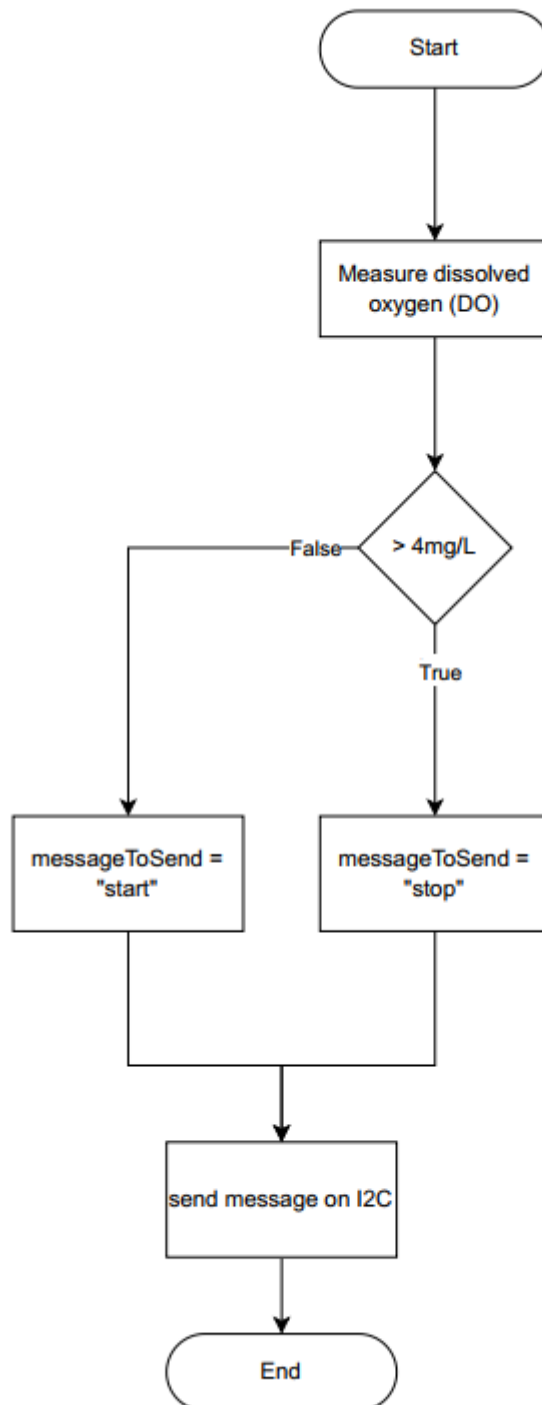 Start
Measure dissolved
oxygen (DO)
> 4mg/L
False
True
messageToSend =
"start"
messageToSend =
"stop"
send message on I2C
End